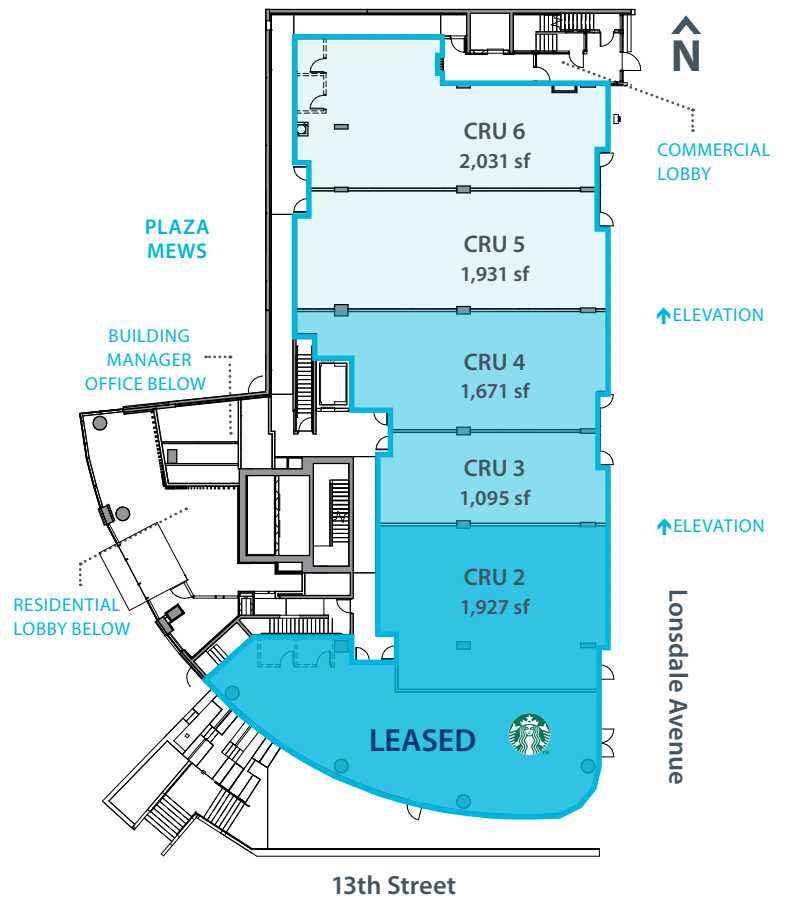 N
CRU 6
2,031 sf
COMMERCIAL
LOBBY
CRU 5
1,931 sf
PLAZA
MEWS
ELEVATION
BUILDING
MANAGER
OFFICE BELOW
CRU 4
1,671 sf
CRU 3
1,095 sf
ELEVATION
CRU 2
1,927 sf
RESIDENTIAL
LOBBY BELOW
Lonsdale Avenue
LEASED
13th Street